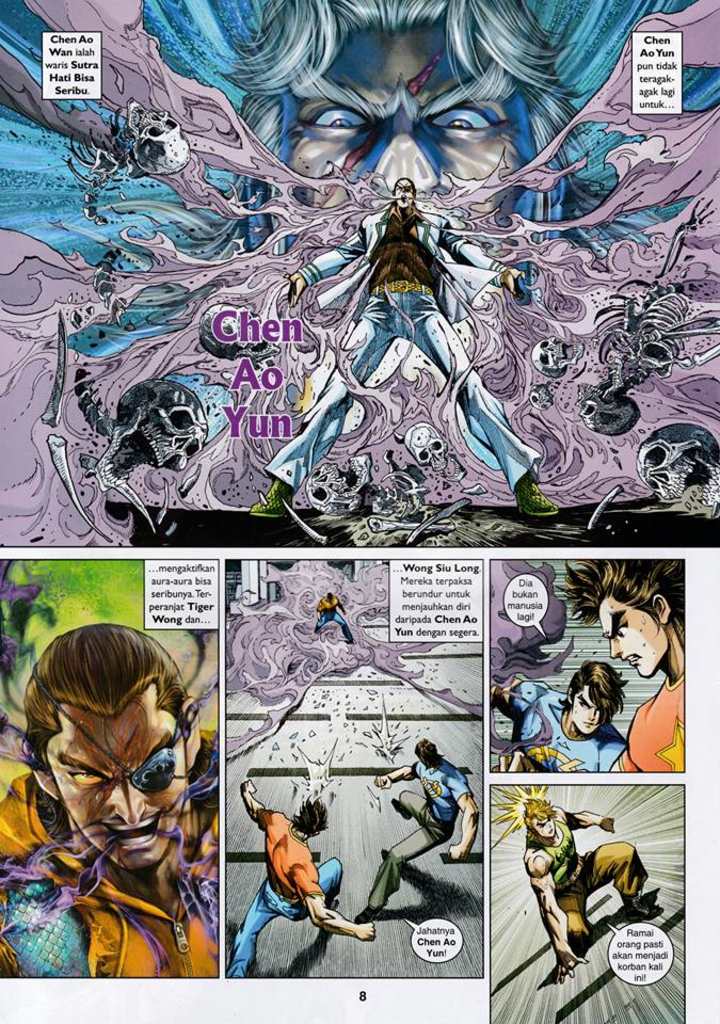 Chen Ao
Wan ialah
waris Sutra
Hati Bisa
Seribu.
Chen
Ao Yun
pun tidak
teragak-
agak lagi
untuk...
Chen
Ao
Yun
...mengaktifkan
aura-aura bisa
seribunya. Ter-
peranjat Tiger
Wong dan...
...Wong Siu Long.
Mereka terpaksa
berundur untuk
menjauhkan diri
daripada Chen Ao
Yun dengan segera.
Jahatnya
Chen Ao
Yun!
Dia
bukan
manusia
lagi!
Ramai
orang pasti
akan menjadi
korban kali
ini!
8